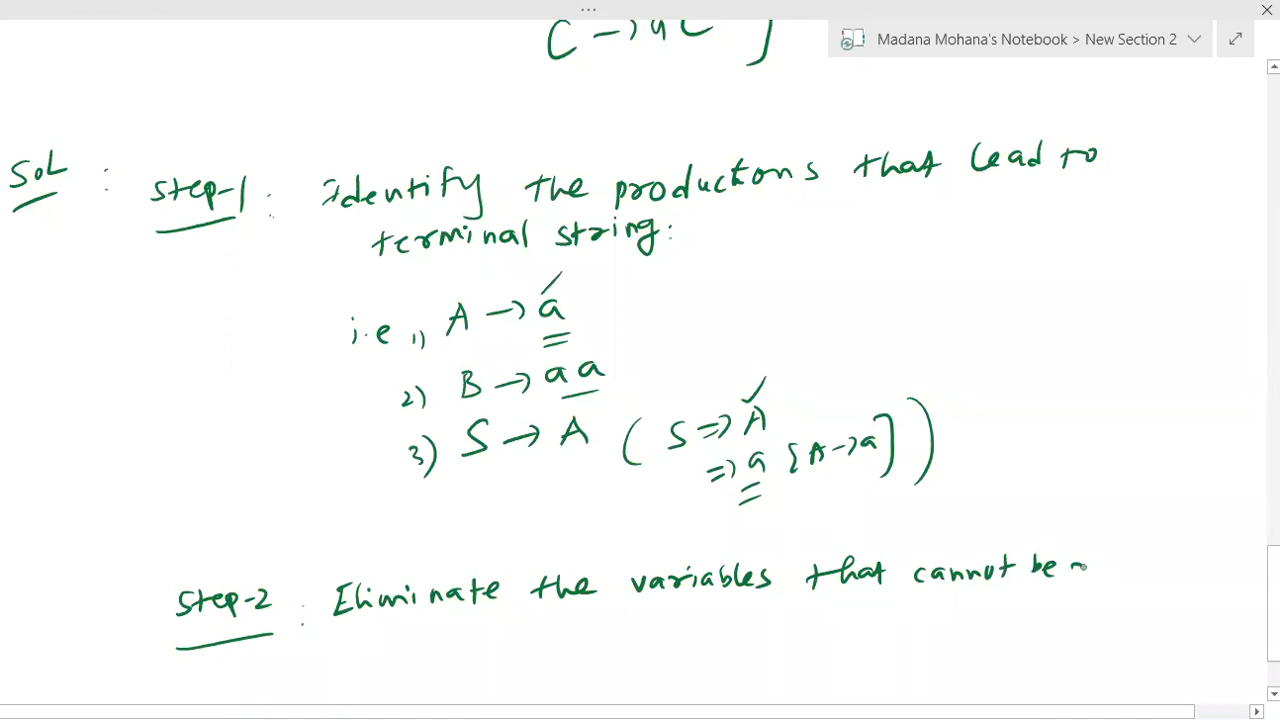 ...
Madana Mohana's Notebook > New Section 2
C → aC }
Sol : Step-1 : Identify the productions that lead to
terminal string:
i.e., 1) A → a
2) B → aa
3) S → A ( S ⇒ A
⇒ a {A → a} )
Step-2 : Eliminate the variables that cannot be